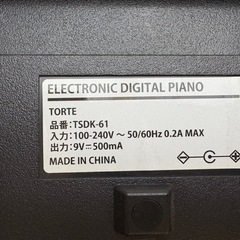 ELECTRONIC DIGITAL PIANO
TORTE
品番：TSDK-61
入力：100-240V ～ 50/60Hz 0.2A MAX
出力：9V⎓500mA
MADE IN CHINA